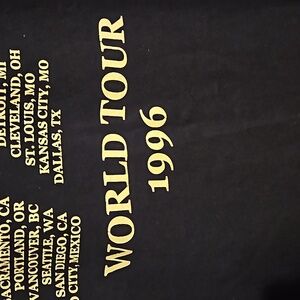 WORLD TOUR
1996
DETROIT, MI
CLEVELAND, OH
ST. LOUIS, MO
KANSAS CITY, MO
DALLAS, TX
SACRAMENTO, CA
PORTLAND, OR
VANCOUVER, BC
SEATTLE, WA
SAN DIEGO, CA
CITY, MEXICO